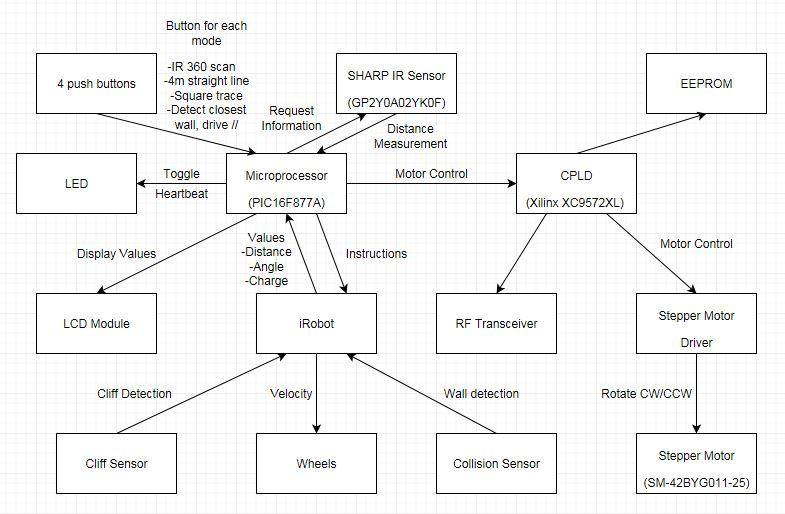 Button for each
mode
-IR 360 scan
-4m straight line
-Square trace
-Detect closest
wall, drive //
4 push buttons
SHARP IR Sensor
(GP2Y0A02YK0F)
EEPROM
Request
Information
Distance
Measurement
LED
Toggle
Heartbeat
Microprocessor
(PIC16F877A)
Motor Control
CPLD
(Xilinx XC9572XL)
Display Values
Values
-Distance
-Angle
-Charge
Instructions
Motor Control
LCD Module
iRobot
RF Transceiver
Stepper Motor
Driver
Cliff Detection
Velocity
Wall detection
Rotate CW/CCW
Cliff Sensor
Wheels
Collision Sensor
Stepper Motor
(SM-42BYG011-25)